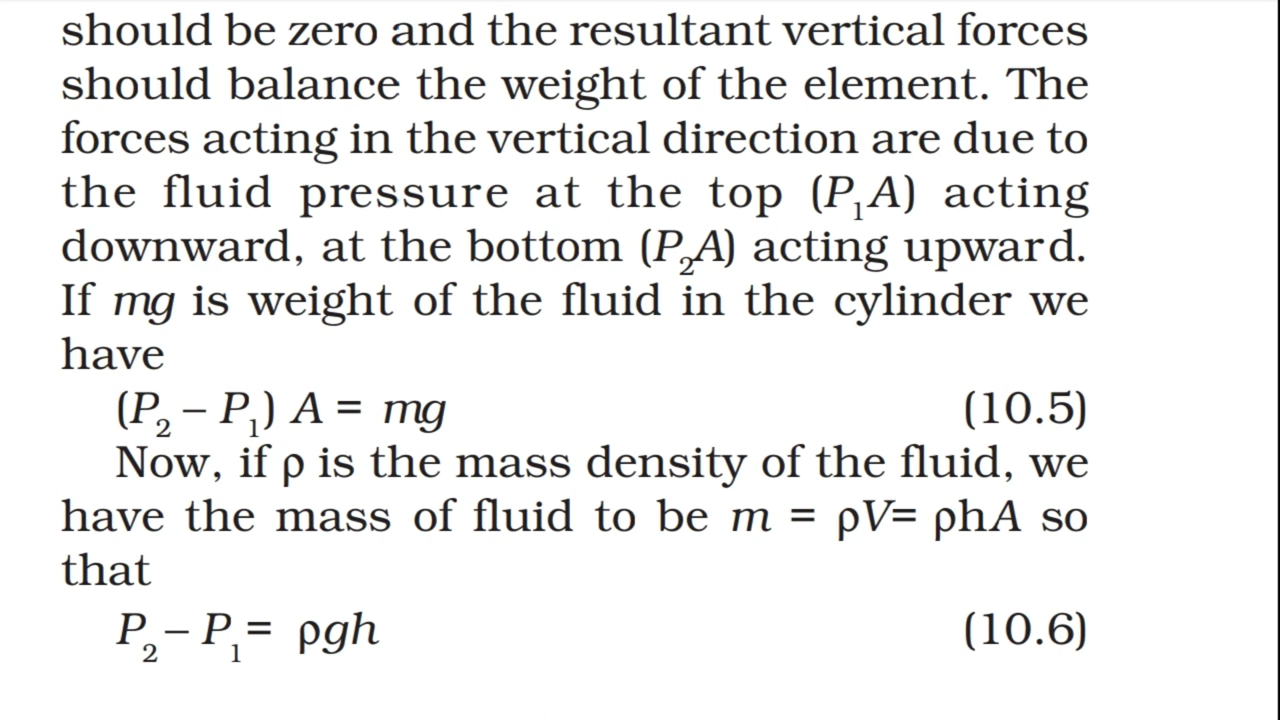 should be zero and the resultant vertical forces
should balance the weight of the element. The
forces acting in the vertical direction are due to
the fluid pressure at the top (P₁A) acting
downward, at the bottom (P₂A) acting upward.
If mg is weight of the fluid in the cylinder we
have
(P₂ – P₁) A = mg (10.5)
Now, if ρ is the mass density of the fluid, we
have the mass of fluid to be m = ρV= ρhA so
that
P₂– P₁= ρgh (10.6)